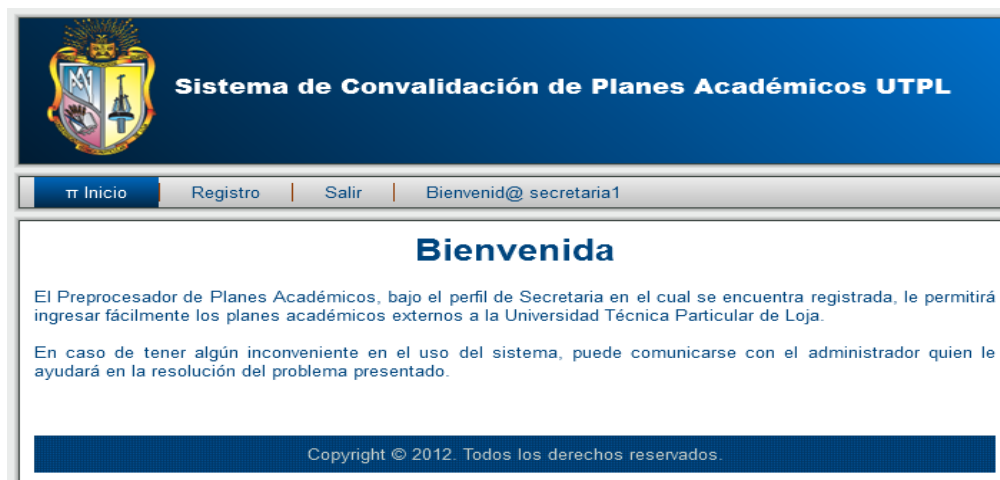 Sistema de Convalidación de Planes Académicos UTPL
π Inicio | Registro | Salir | Bienvenid@ secretaria1
Bienvenida
El Preprocesador de Planes Académicos, bajo el perfil de Secretaria en el cual se encuentra registrada, le permitirá
ingresar fácilmente los planes académicos externos a la Universidad Técnica Particular de Loja.
En caso de tener algún inconveniente en el uso del sistema, puede comunicarse con el administrador quien le
ayudará en la resolución del problema presentado.
Copyright © 2012. Todos los derechos reservados.